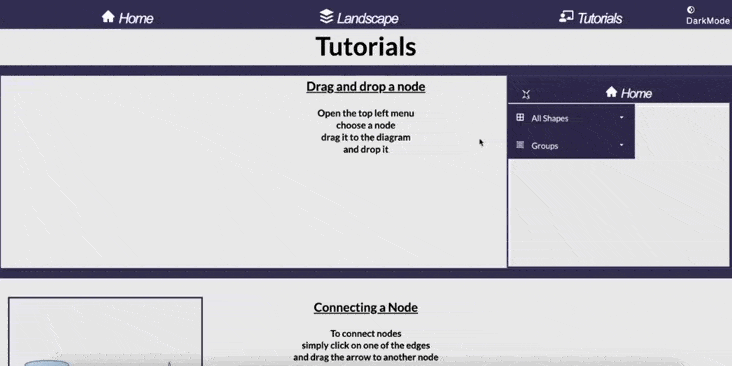 Home
Landscape
Tutorials
DarkMode
Tutorials
Drag and drop a node
Open the top left menu
choose a node
drag it to the diagram
and drop it
Home
All Shapes
Groups
Connecting a Node
To connect nodes
simply click on one of the edges
and drag the arrow to another node